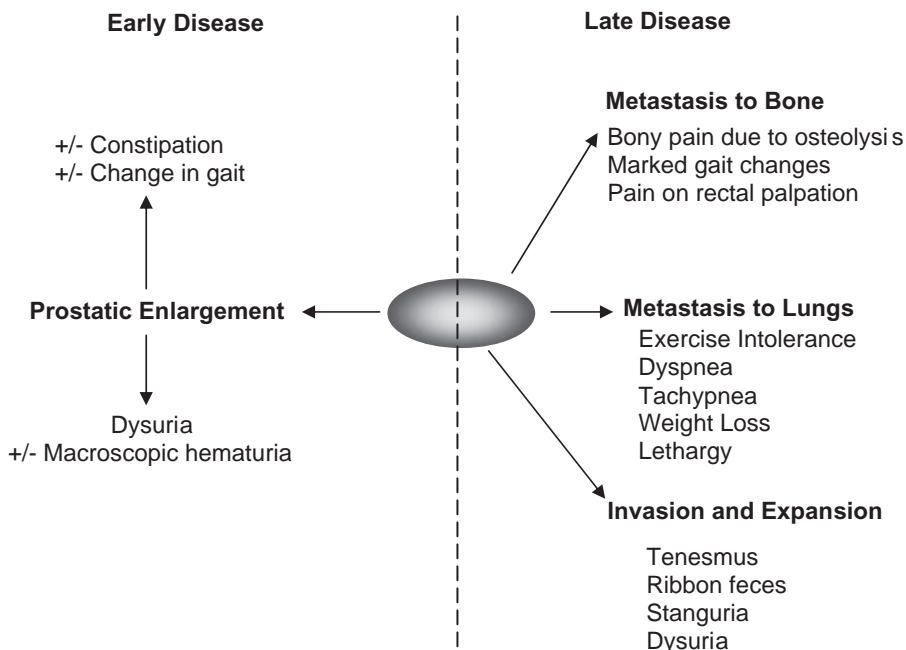 Early Disease
+/- Constipation
+/- Change in gait
Prostatic Enlargement
Dysuria
+/- Macroscopic hematuria
Late Disease
Metastasis to Bone
Bony pain due to osteolysis
Marked gait changes
Pain on rectal palpation
Metastasis to Lungs
Exercise Intolerance
Dyspnea
Tachypnea
Weight Loss
Lethargy
Invasion and Expansion
Tenesmus
Ribbon feces
Stanguria
Dysuria